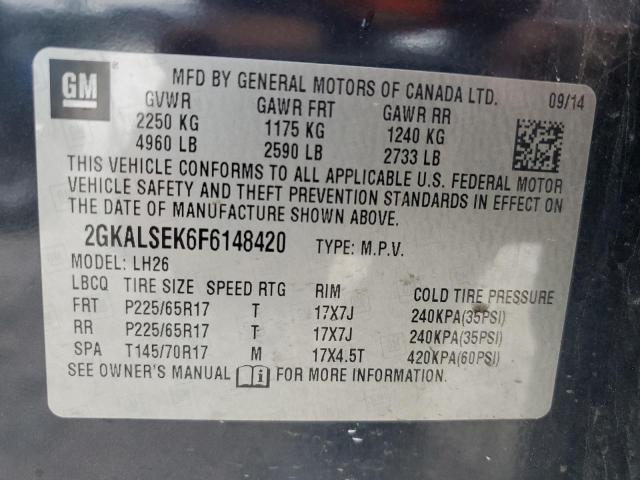 GM
MFD BY GENERAL MOTORS OF CANADA LTD. 09/14
GVWR GAWR FRT GAWR RR
2250 KG 1175 KG 1240 KG
4960 LB 2590 LB 2733 LB
THIS VEHICLE CONFORMS TO ALL APPLICABLE U.S. FEDERAL MOTOR
VEHICLE SAFETY AND THEFT PREVENTION STANDARDS IN EFFECT ON
THE DATE OF MANUFACTURE SHOWN ABOVE.
2GKALSEK6F6148420 TYPE: M.P.V.
MODEL: LH26
LBCQ TIRE SIZE SPEED RTG RIM COLD TIRE PRESSURE
FRT P225/65R17 T 17X7J 240KPA(35PSI)
RR P225/65R17 T 17X7J 240KPA(35PSI)
SPA T145/70R17 M 17X4.5T 420KPA(60PSI)
SEE OWNER'S MANUAL i FOR MORE INFORMATION.